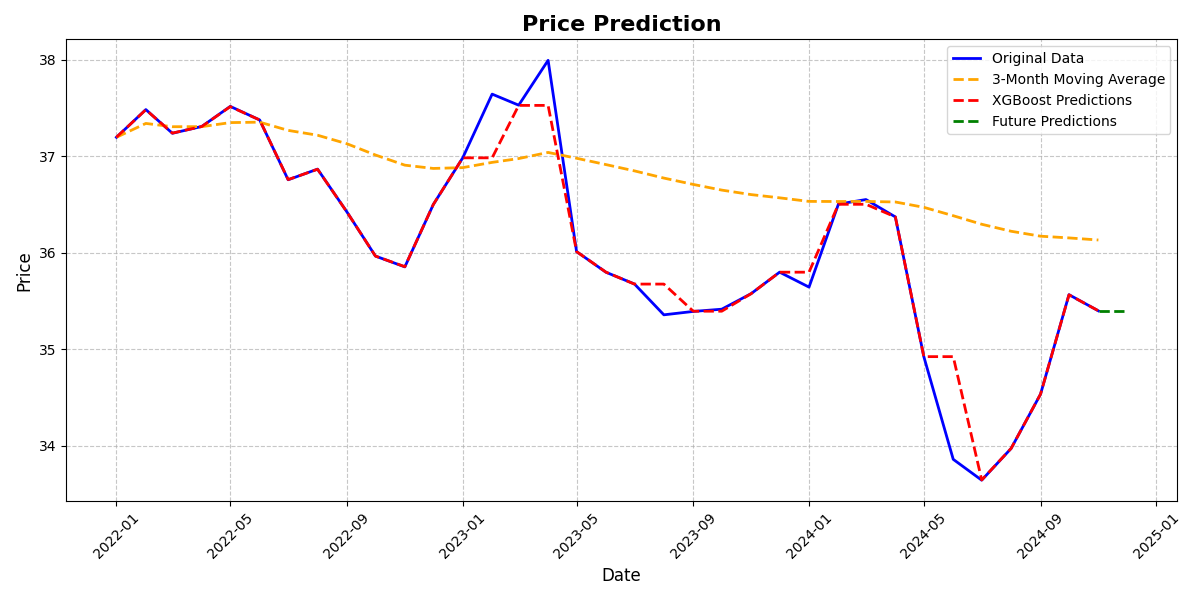 Price Prediction
Original Data
3-Month Moving Average
XGBoost Predictions
Future Predictions
Price
38
37
36
35
34
2022-01
2022-05
2022-09
2023-01
2023-05
2023-09
2024-01
2024-05
2024-09
2025-01
Date